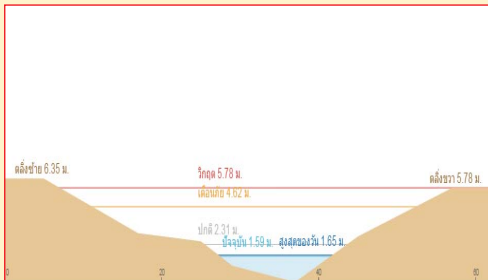 ตลิ่งซ้าย 6.35 ม.
วิกฤต 5.78 ม.
ตลิ่งขวา 5.78 ม.
เตือนภัย 4.62 ม.
ปกติ 2.31 ม.
ปัจจุบัน 1.59 ม. สูงสุดของวัน 1.65 ม.
0 20 40 60